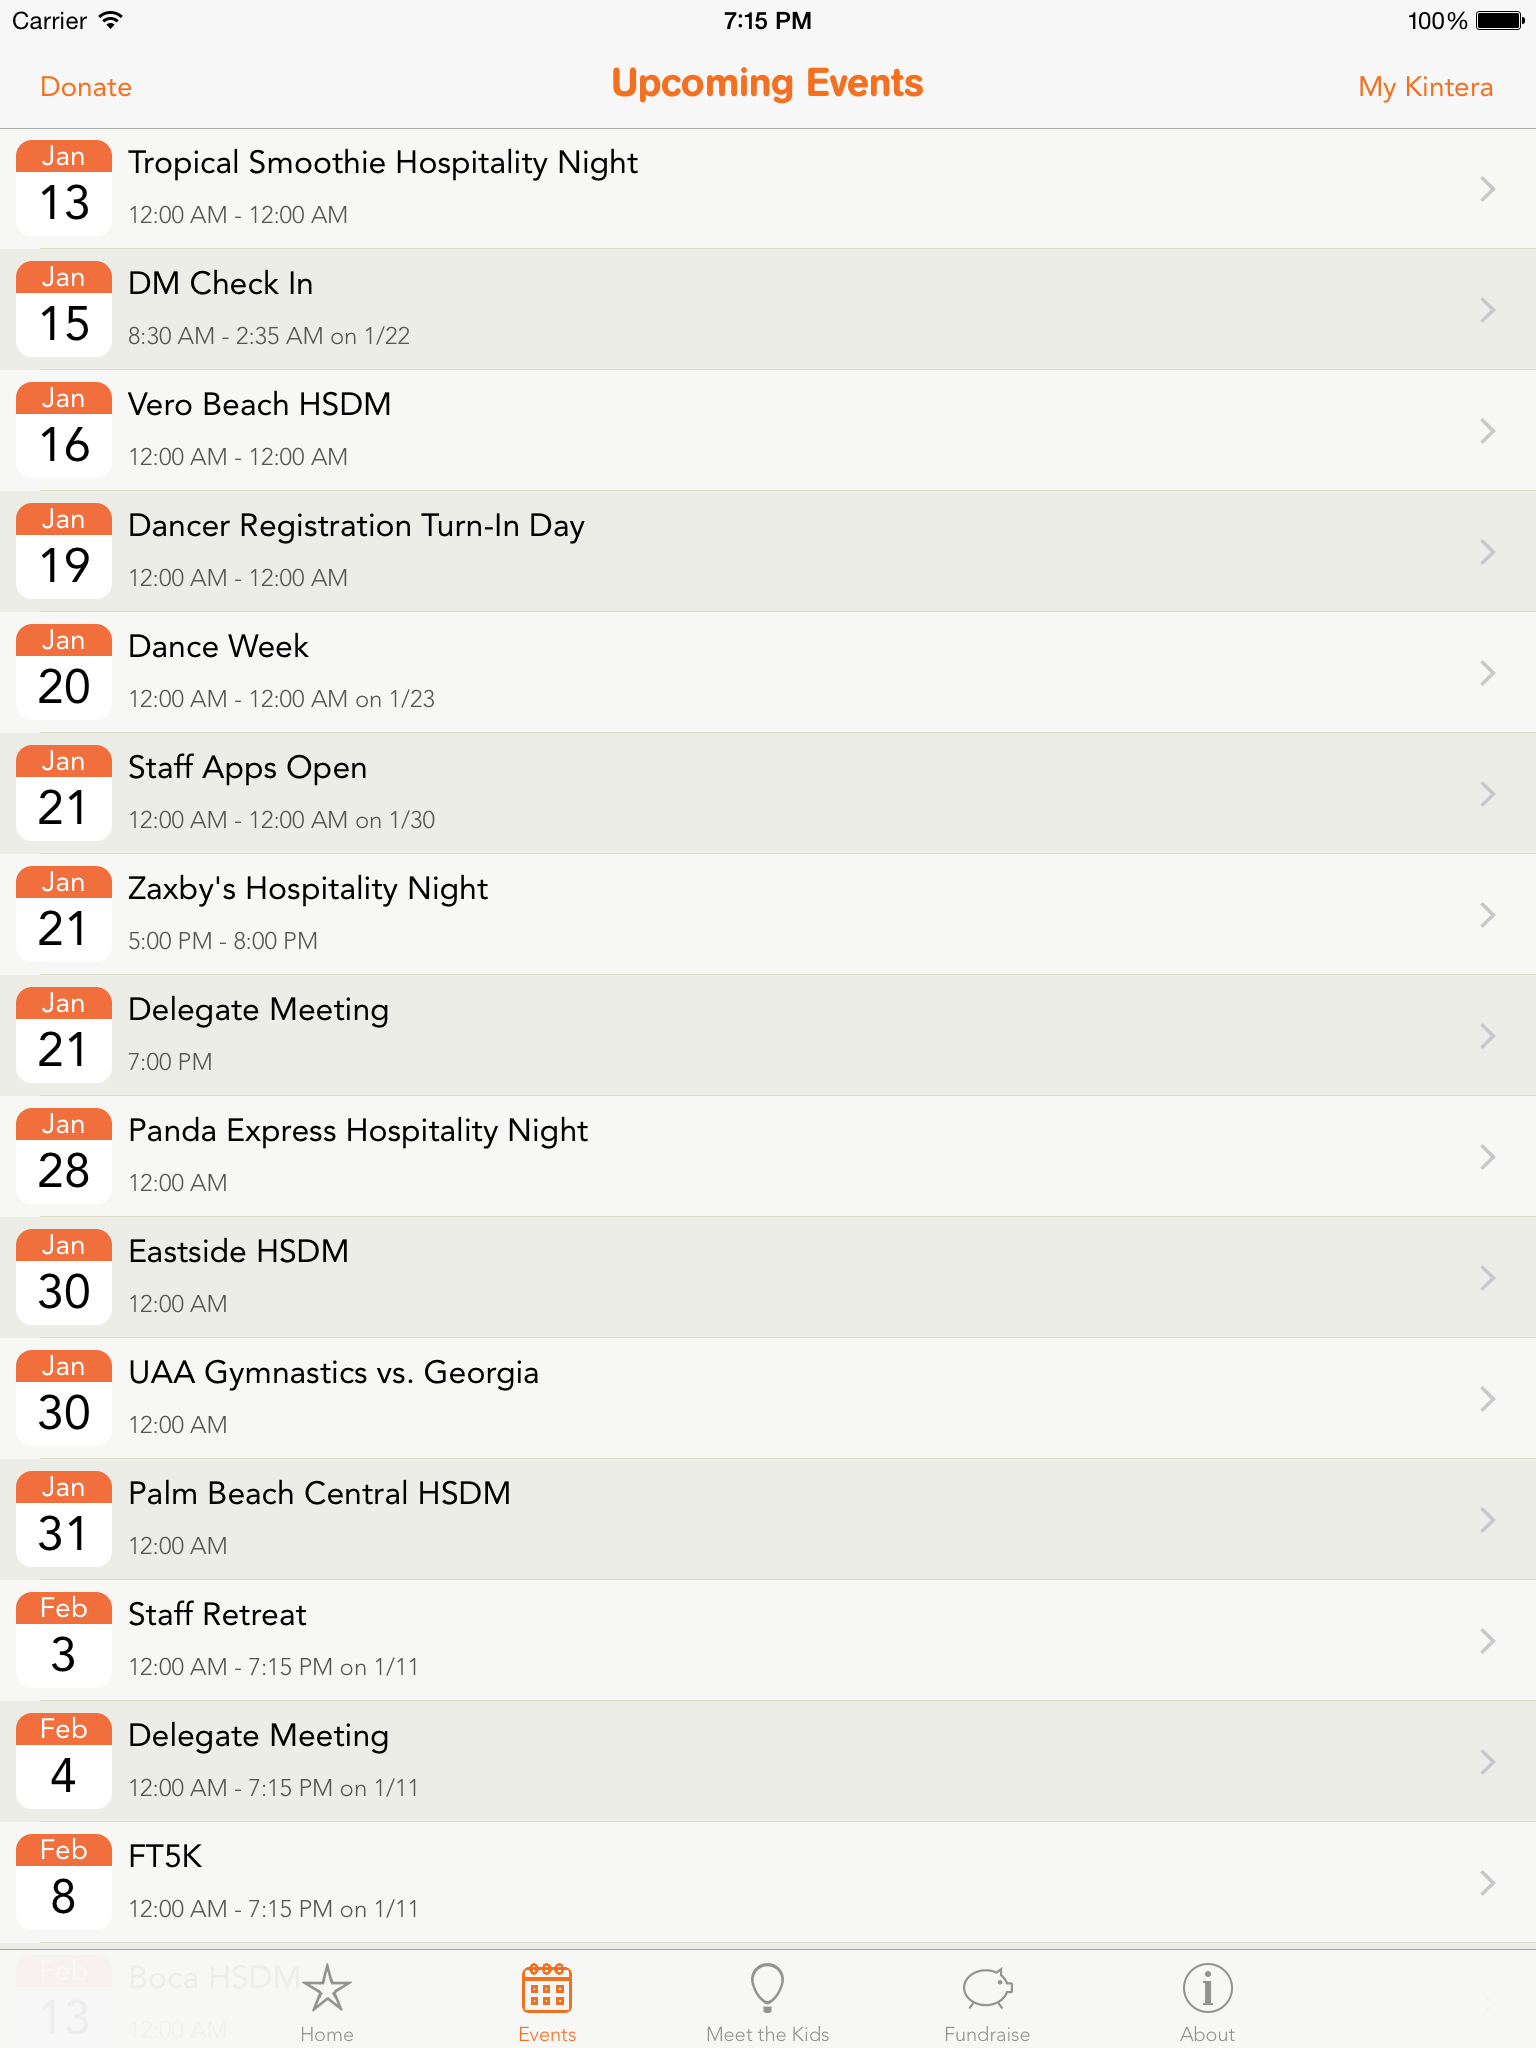 Carrier 7:15 PM 100%
Donate Upcoming Events My Kintera
Jan
13
Tropical Smoothie Hospitality Night
12:00 AM - 12:00 AM
Jan
15
DM Check In
8:30 AM - 2:35 AM on 1/22
Jan
16
Vero Beach HSDM
12:00 AM - 12:00 AM
Jan
19
Dancer Registration Turn-In Day
12:00 AM - 12:00 AM
Jan
20
Dance Week
12:00 AM - 12:00 AM on 1/23
Jan
21
Staff Apps Open
12:00 AM - 12:00 AM on 1/30
Jan
21
Zaxby's Hospitality Night
5:00 PM - 8:00 PM
Jan
21
Delegate Meeting
7:00 PM
Jan
28
Panda Express Hospitality Night
12:00 AM
Jan
30
Eastside HSDM
12:00 AM
Jan
30
UAA Gymnastics vs. Georgia
12:00 AM
Jan
31
Palm Beach Central HSDM
12:00 AM
Feb
3
Staff Retreat
12:00 AM - 7:15 PM on 1/11
Feb
4
Delegate Meeting
12:00 AM - 7:15 PM on 1/11
Feb
8
FT5K
12:00 AM - 7:15 PM on 1/11
Feb
13
Boca HSDM
12:00 AM
Home Events Meet the Kids Fundraise About